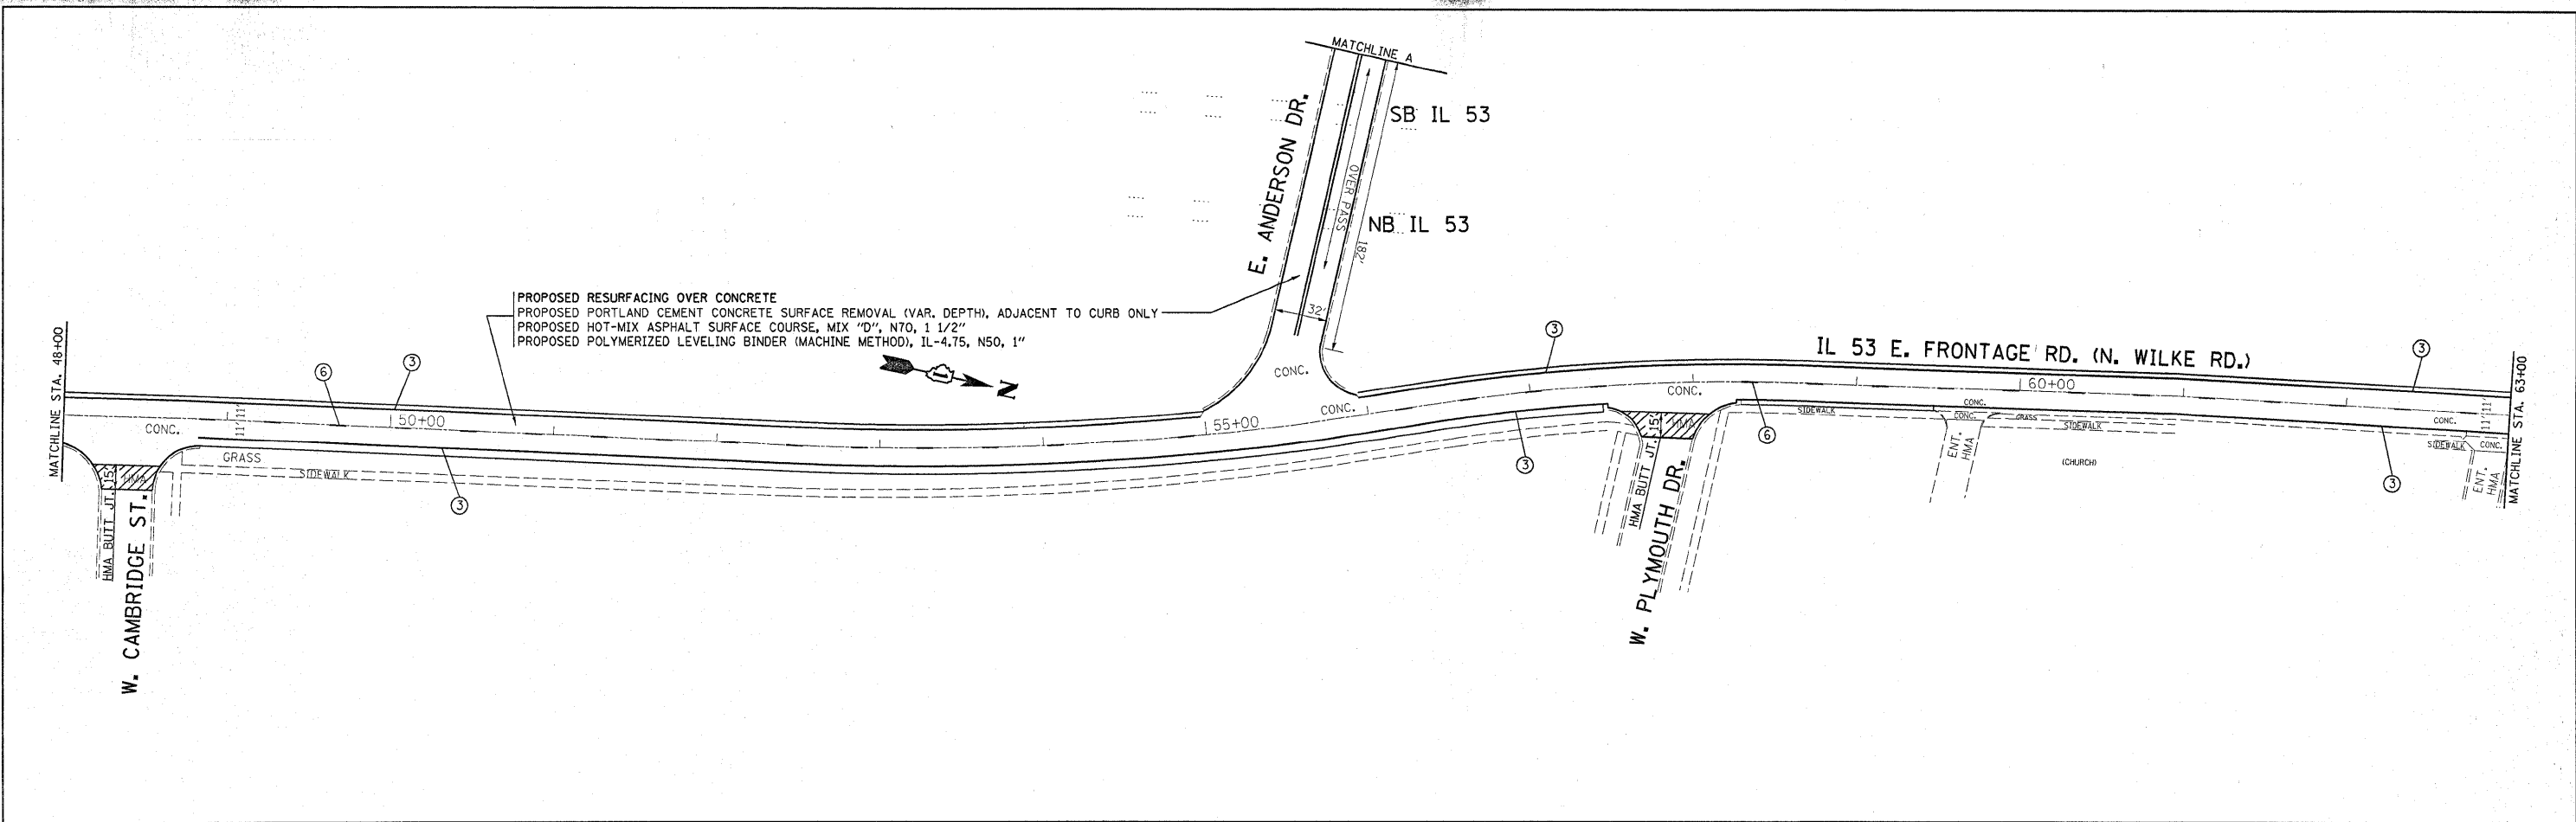 MATCHLINE A
SB IL 53
E. ANDERSON DR.
OVER PASS
NB IL 53
182'
32'
CONC.
PROPOSED RESURFACING OVER CONCRETE
PROPOSED PORTLAND CEMENT CONCRETE SURFACE REMOVAL (VAR. DEPTH), ADJACENT TO CURB ONLY
PROPOSED HOT-MIX ASPHALT SURFACE COURSE, MIX "D", N70, 1 1/2"
PROPOSED POLYMERIZED LEVELING BINDER (MACHINE METHOD), IL-4.75, N50, 1"
N
MATCHLINE STA. 48+00
6
3
11' 11'
50+00
CONC.
GRASS
SIDEWALK
3
HMA BUTT JT.
15'
HMA
W. CAMBRIDGE ST.
55+00
CONC.
3
IL 53 E. FRONTAGE RD. (N. WILKE RD.)
3
CONC.
60+00
3
6
HMA BUTT JT.
15'
HMA
W. PLYMOUTH DR.
SIDEWALK
CONC.
CONC.
GRASS
SIDEWALK
ENT.
HMA
(CHURCH)
3
11' 11'
CONC.
SIDEWALK
CONC.
ENT.
HMA
MATCHLINE STA. 63+00